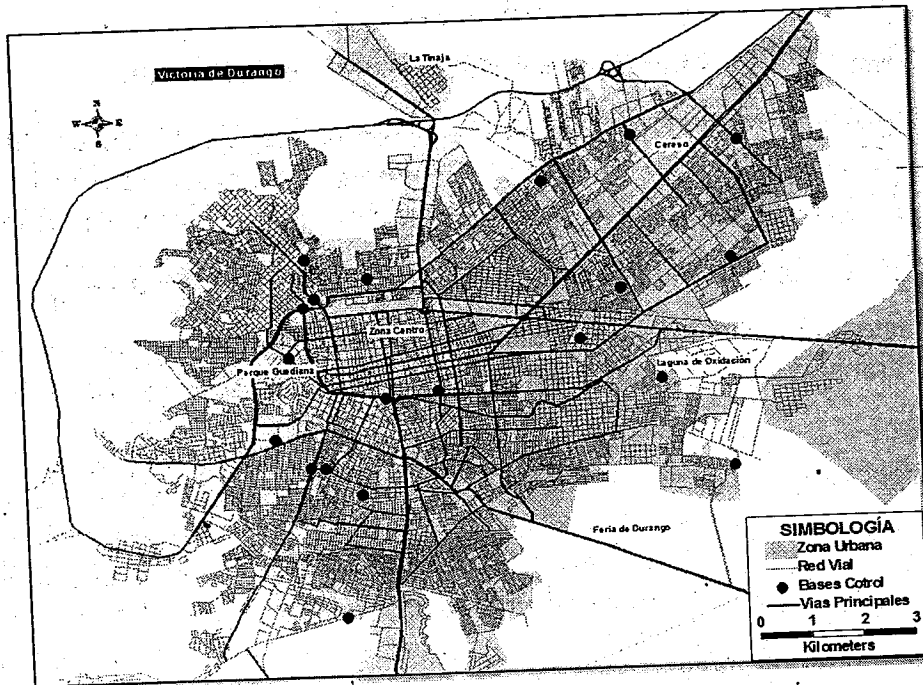 La Tinaja
Victoria de Durango
N
W E
S
Cereso
Zona Centro
Laguna de Oxidación
Parque Guadiana
Feria de Durango
SIMBOLOGÍA
Zona Urbana
Red Vial
Bases Cotrol
Vias Principales
0 1 2 3
Kilometers